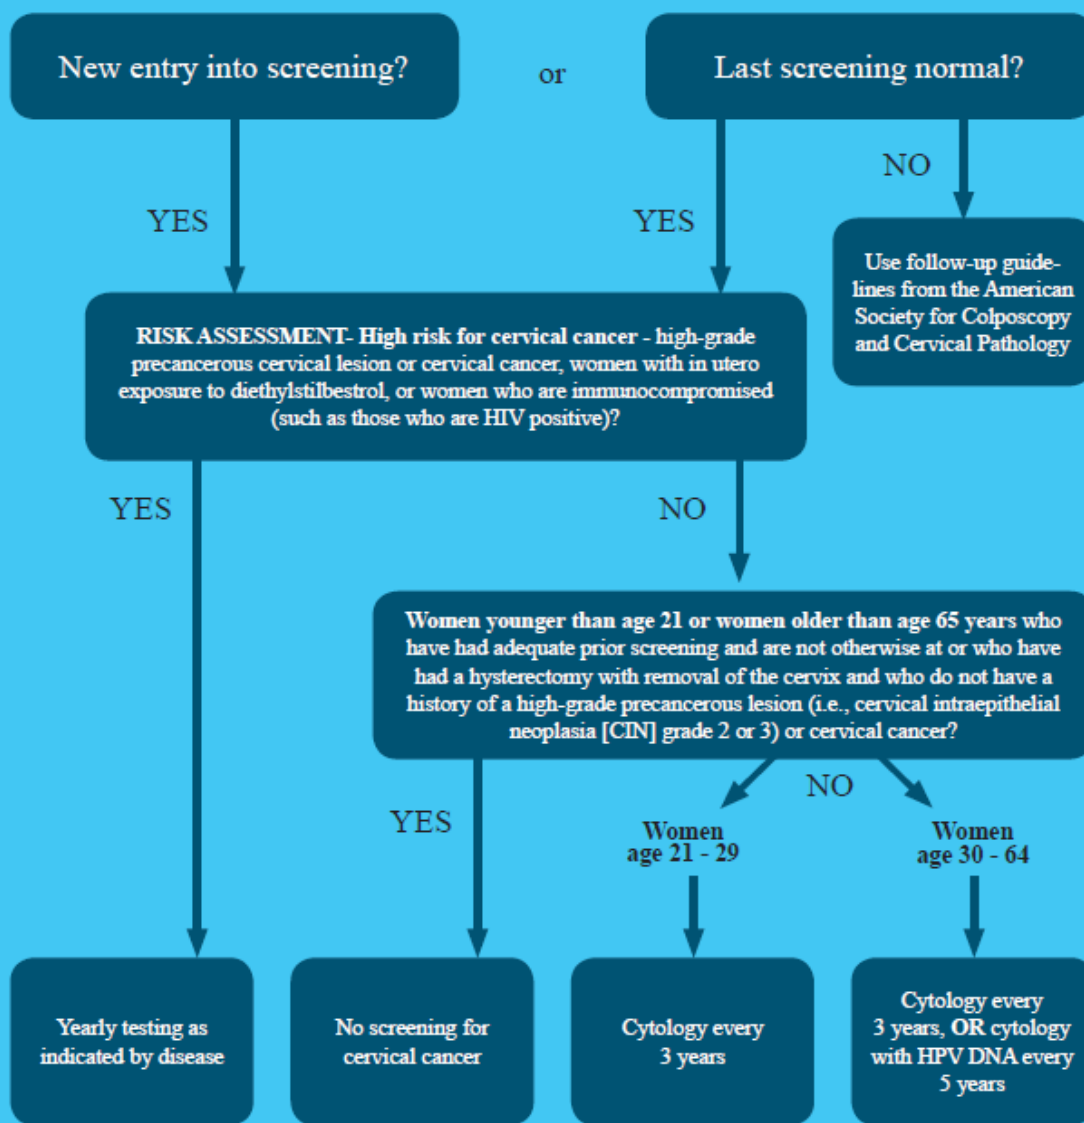 New entry into screening?
or
Last screening normal?
YES
YES
NO
Use follow-up guide-
lines from the American
Society for Colposcopy
and Cervical Pathology
RISK ASSESSMENT- High risk for cervical cancer - high-grade
precancerous cervical lesion or cervical cancer, women with in utero
exposure to diethylstilbestrol, or women who are immunocompromised
(such as those who are HIV positive)?
YES
NO
Women younger than age 21 or women older than age 65 years who
have had adequate prior screening and are not otherwise at or who have
had a hysterectomy with removal of the cervix and who do not have a
history of a high-grade precancerous lesion (i.e., cervical intraepithelial
neoplasia [CIN] grade 2 or 3) or cervical cancer?
YES
NO
Women
age 21 - 29
Women
age 30 - 64
Yearly testing as
indicated by disease
No screening for
cervical cancer
Cytology every
3 years
Cytology every
3 years, OR cytology
with HPV DNA every
5 years